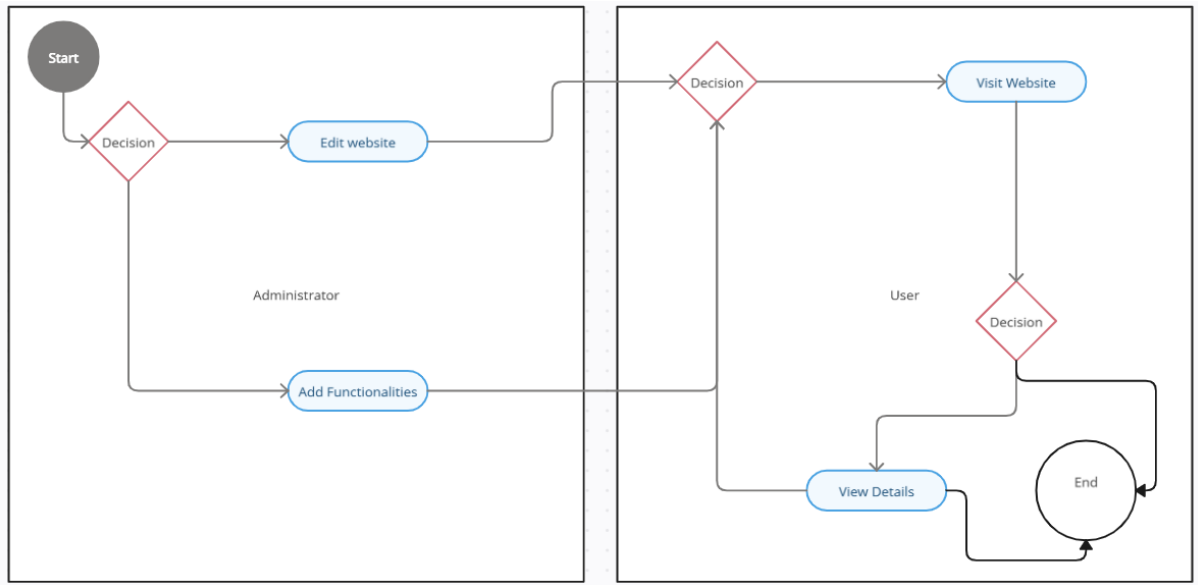 Start
Decision
Edit website
Administrator
Add Functionalities
Decision
Visit Website
User
Decision
View Details
End